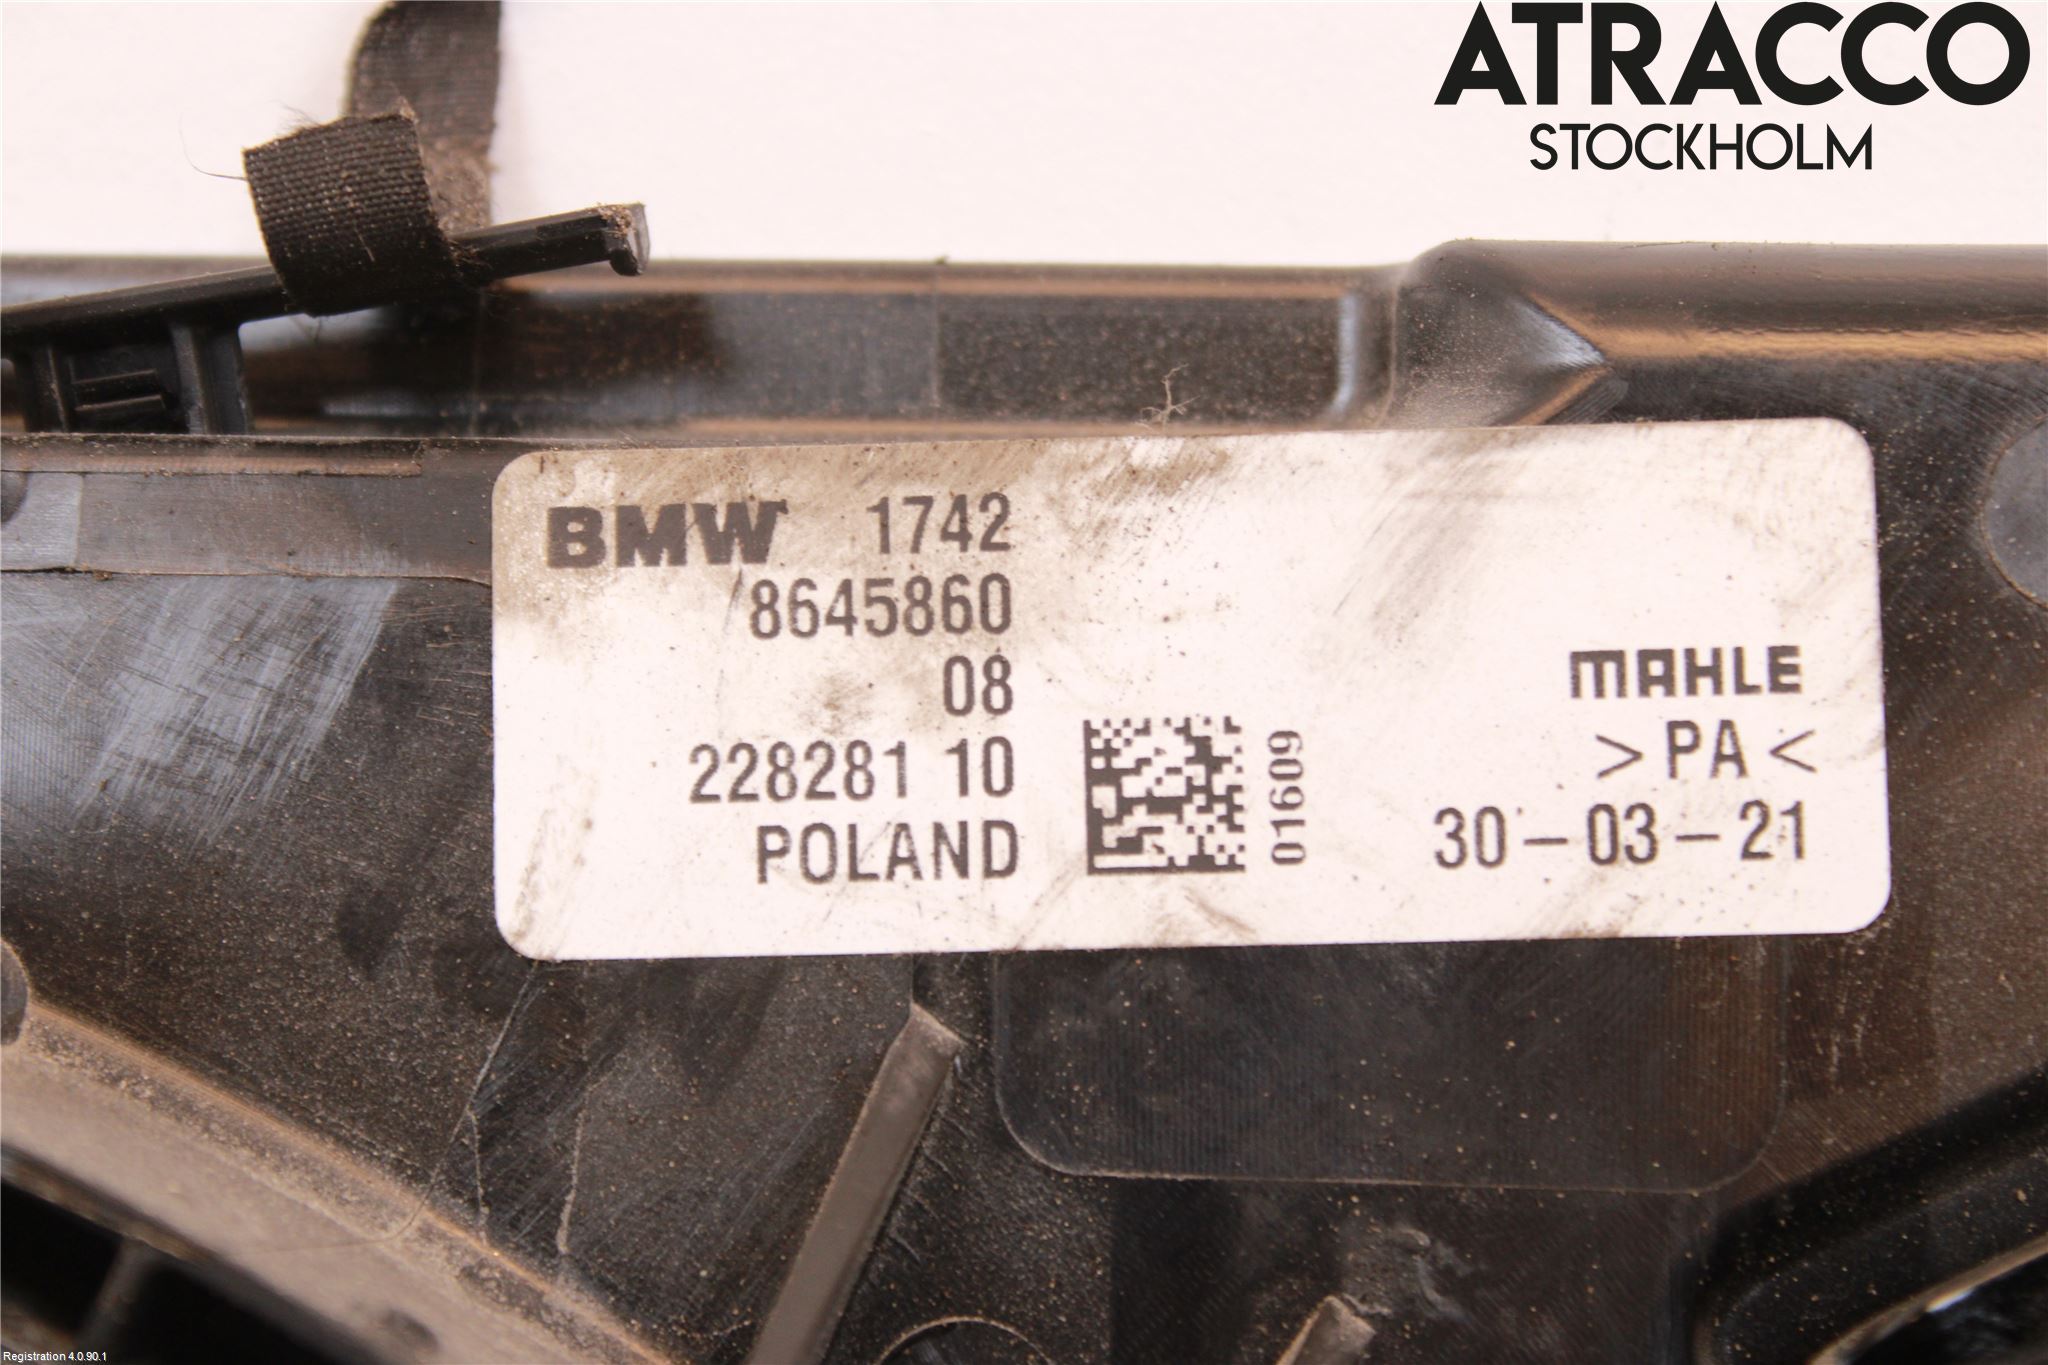 ATRACCO
STOCKHOLM
BMW 1742
8645860
08
228281 10
POLAND
01609
MAHLE
>PA<
30-03-21
Registration 4.0.90.1